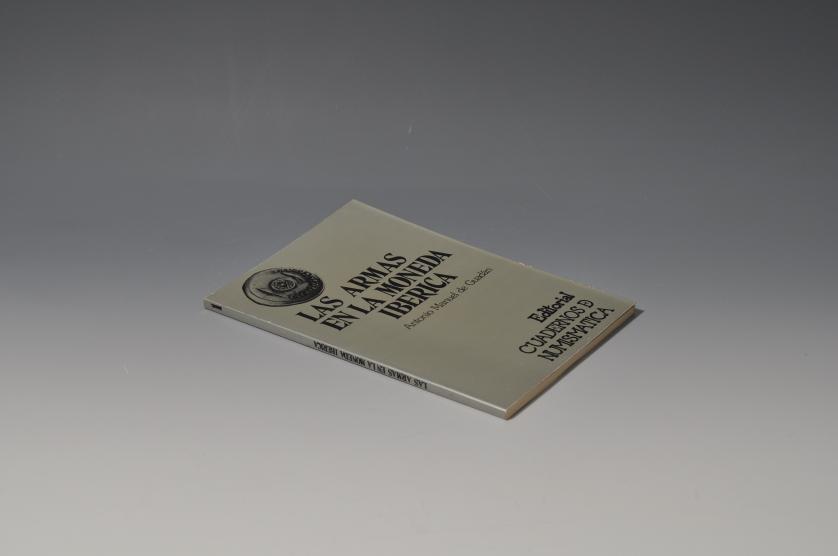 LAS ARMAS
EN LA MONEDA
IBERICA
Antonio Manuel de Guadán
Editorial
CUADERNOS DE
NUMISMATICA
LAS ARMAS EN LA MONEDA IBERICA